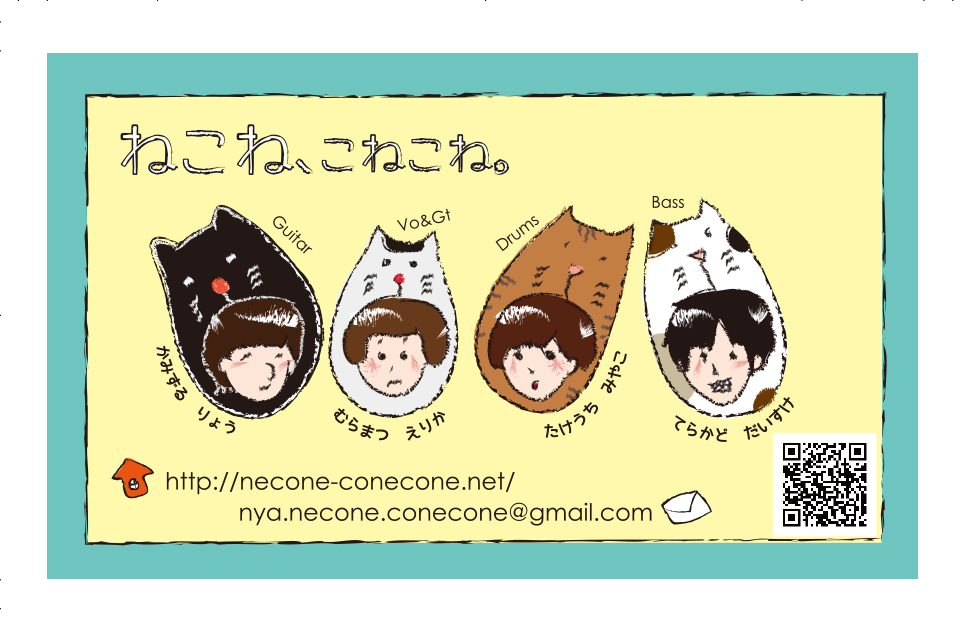 ねこね、こねこね。
Guitar
Vo&Gt
Drums
Bass
かみずる りょう
むらまつ えりか
たけうち みやこ
てらかど だいすけ
http://necone-conecone.net/
nya.necone.conecone@gmail.com